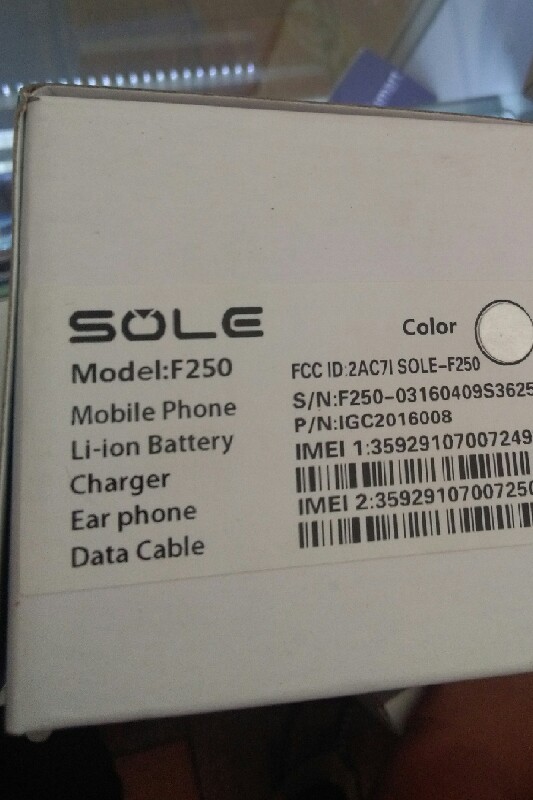 SOLE
Color
Model:F250
Mobile Phone
Li-ion Battery
Charger
Ear phone
Data Cable
FCC ID:2AC7I SOLE-F250
S/N:F250-03160409S3625
P/N:IGC2016008
IMEI 1:35929107007249
IMEI 2:35929107007250